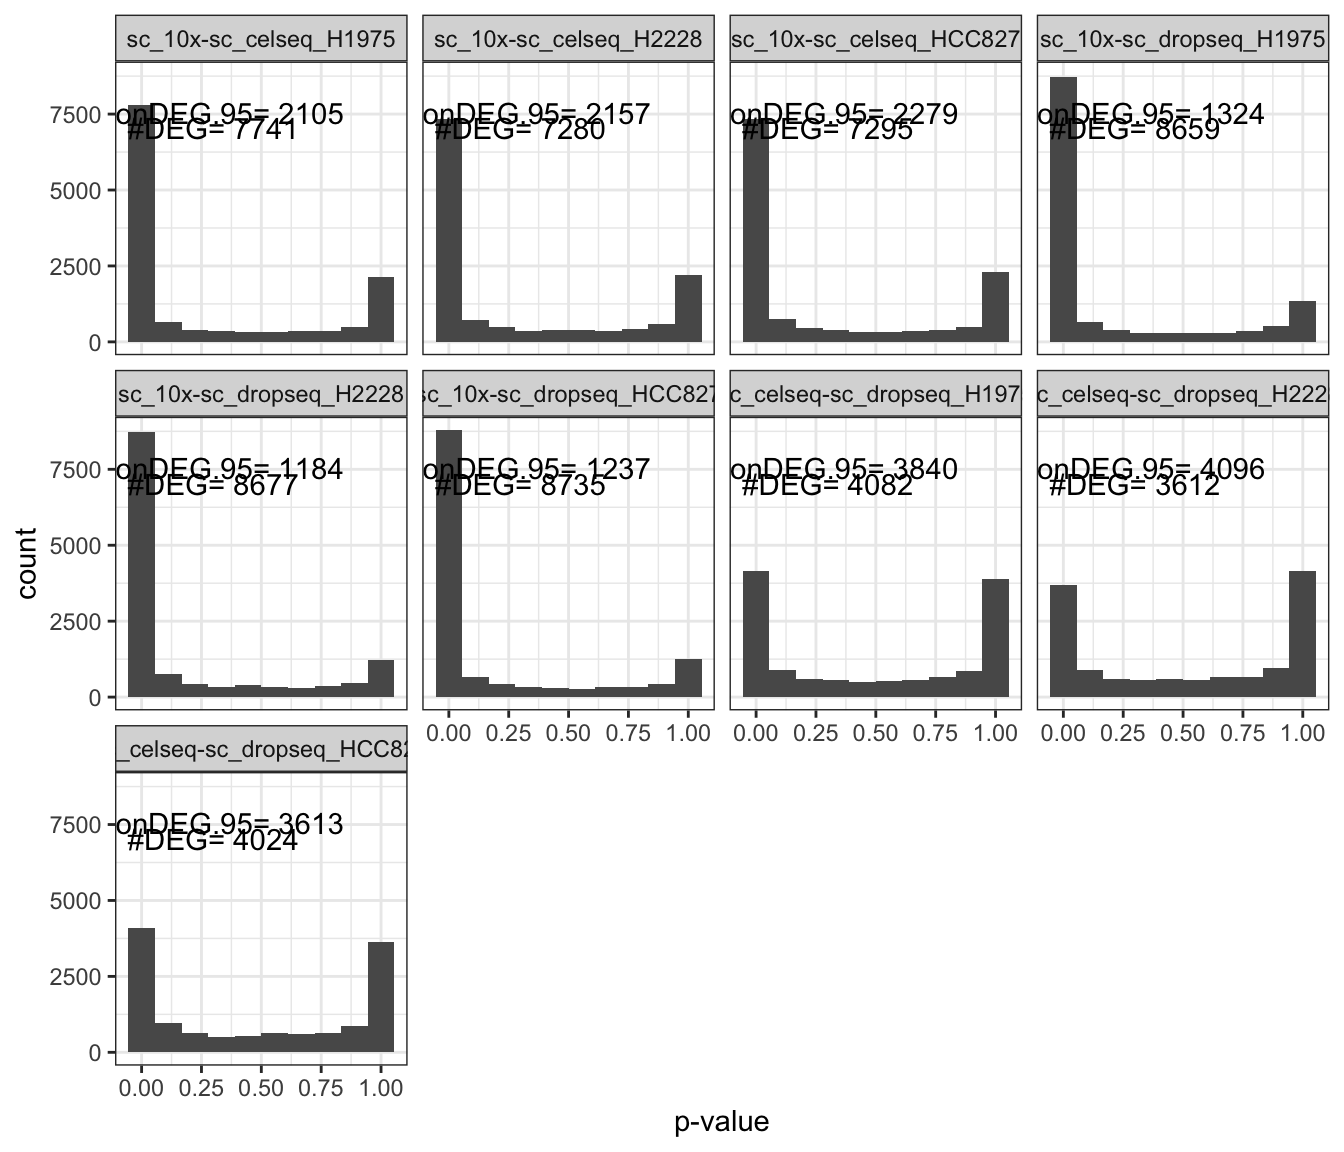 sc_10x-sc_celseq_H1975
sc_10x-sc_celseq_H2228
sc_10x-sc_celseq_HCC827
sc_10x-sc_dropseq_H1975
onDEG.95= 2105
#DEG= 7741
onDEG.95= 2157
#DEG= 7280
onDEG.95= 2279
#DEG= 7295
onDEG.95= 1324
#DEG= 8659
7500
5000
2500
0
sc_10x-sc_dropseq_H2228
sc_10x-sc_dropseq_HCC827
c_celseq-sc_dropseq_H197
c_celseq-sc_dropseq_H222
onDEG.95= 1184
#DEG= 8677
onDEG.95= 1237
#DEG= 8735
onDEG.95= 3840
#DEG= 4082
onDEG.95= 4096
#DEG= 3612
7500
5000
2500
0
count
0.00 0.25 0.50 0.75 1.00
0.00 0.25 0.50 0.75 1.00
0.00 0.25 0.50 0.75 1.00
_celseq-sc_dropseq_HCC82
onDEG.95= 3613
#DEG= 4024
7500
5000
2500
0
0.00 0.25 0.50 0.75 1.00
p-value